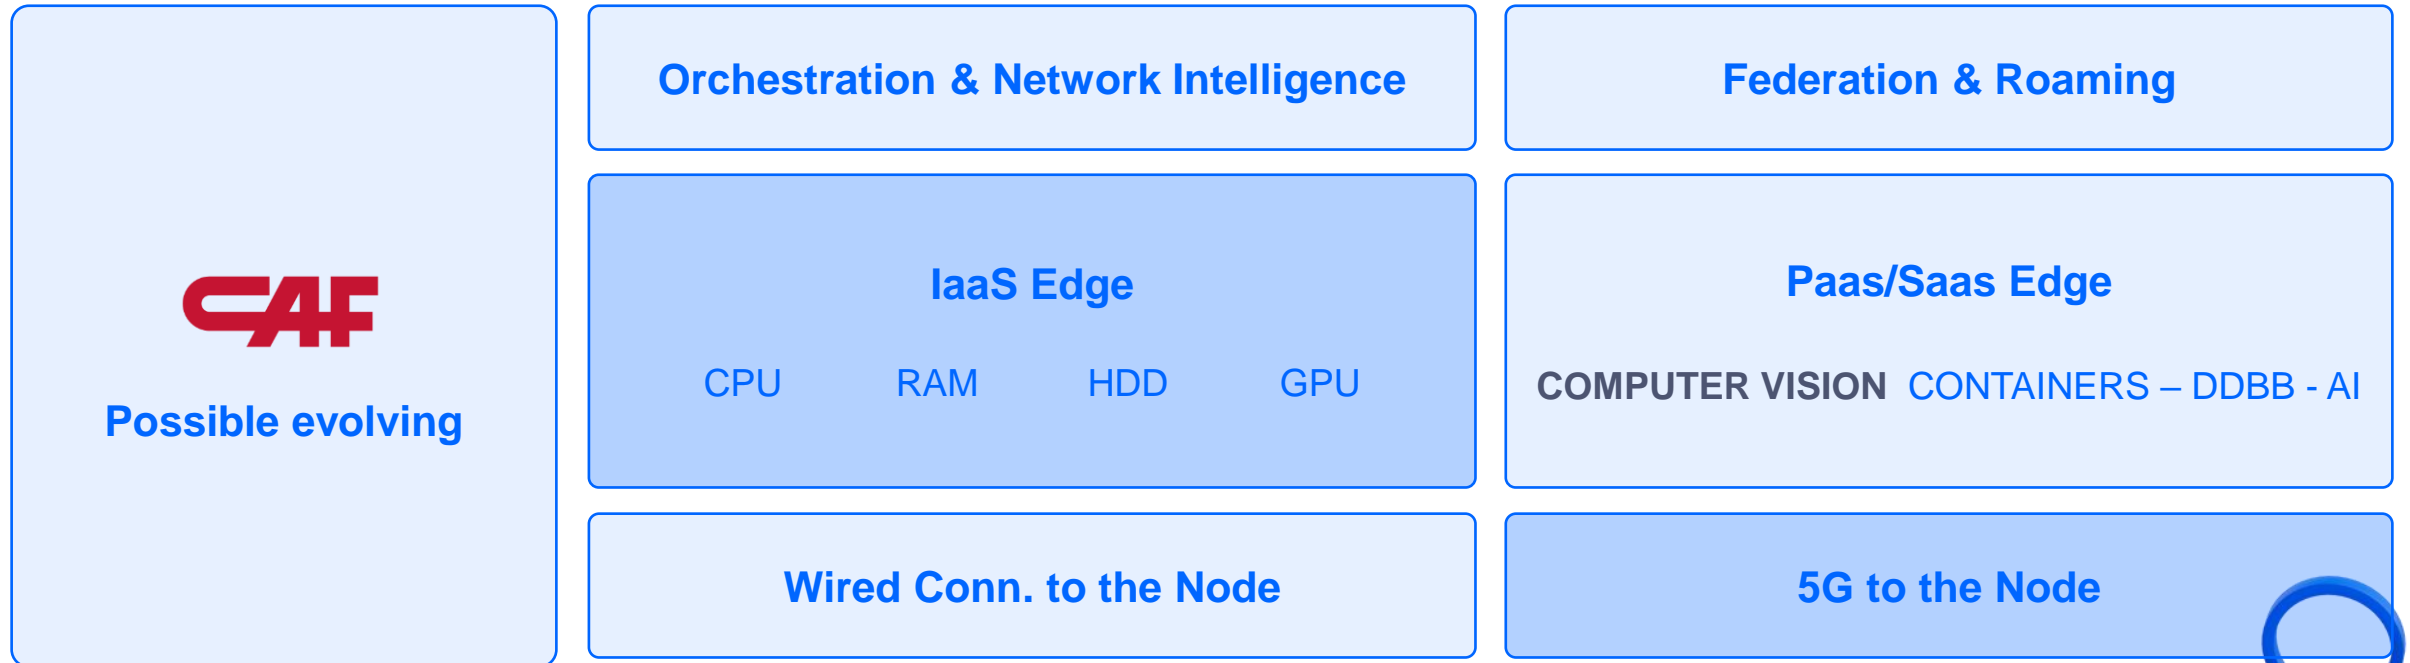 CAF
Possible evolving
Orchestration & Network Intelligence
Federation & Roaming
IaaS Edge
CPU RAM HDD GPU
Paas/Saas Edge
COMPUTER VISION CONTAINERS – DDBB - AI
Wired Conn. to the Node
5G to the Node